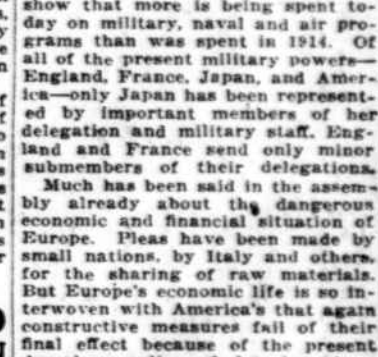 show that more is being spent to-
day on military, naval and air pro-
grams than was spent in 1914. Of
all of the present military powers—
England, France, Japan, and Amer-
ica—only Japan has been represent-
ed by important members of her
delegation and military staff. Eng-
land and France send only minor
submembers of their delegations.
Much has been said in the assem-
bly already about the dangerous
economic and financial situation of
Europe. Pleas have been made by
small nations, by Italy and others,
for the sharing of raw materials.
But Europe's economic life is so in-
terwoven with America's that again
constructive measures fail of their
final effect because of the present